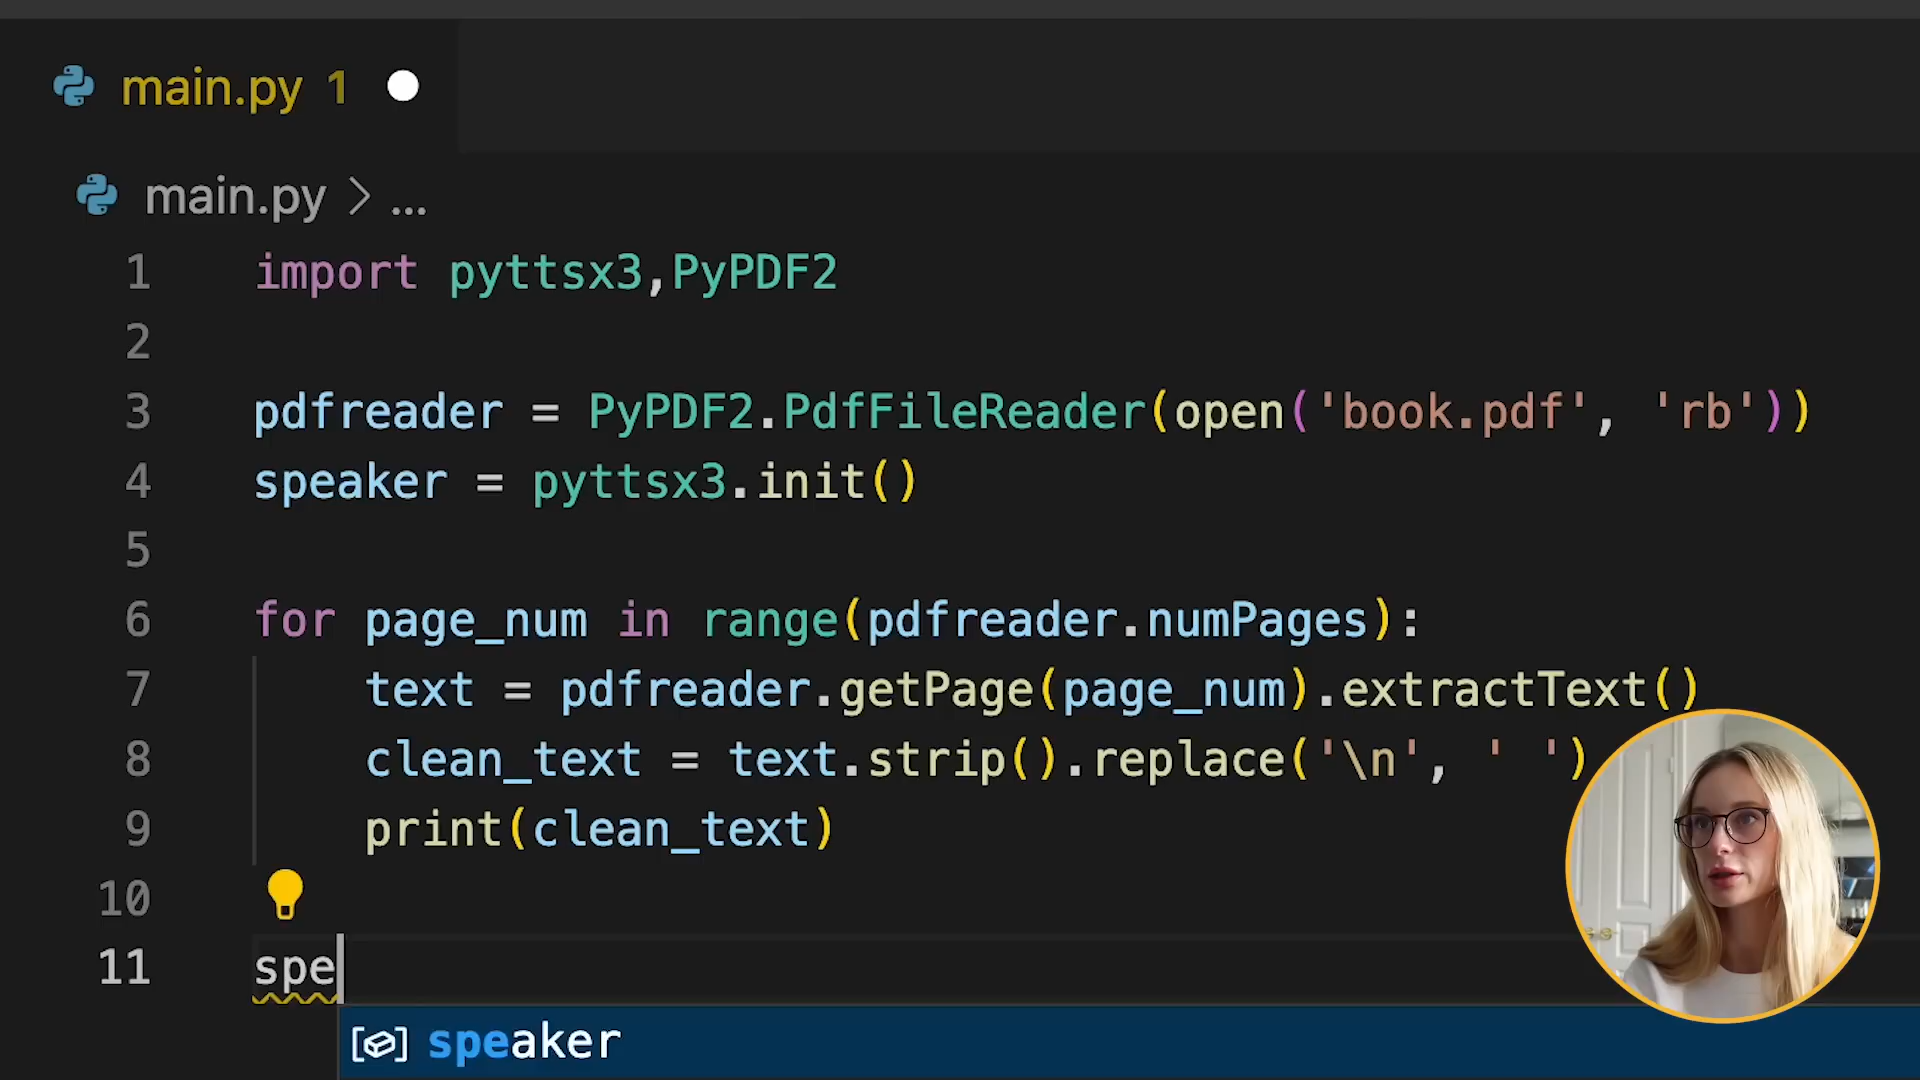 main.py 1
main.py > ...
1 import pyttsx3,PyPDF2
2
3 pdfreader = PyPDF2.PdfFileReader(open('book.pdf', 'rb'))
4 speaker = pyttsx3.init()
5
6 for page_num in range(pdfreader.numPages):
7     text = pdfreader.getPage(page_num).extractText()
8     clean_text = text.strip().replace('\n', ' ')
9     print(clean_text)
10
11 spe
speaker